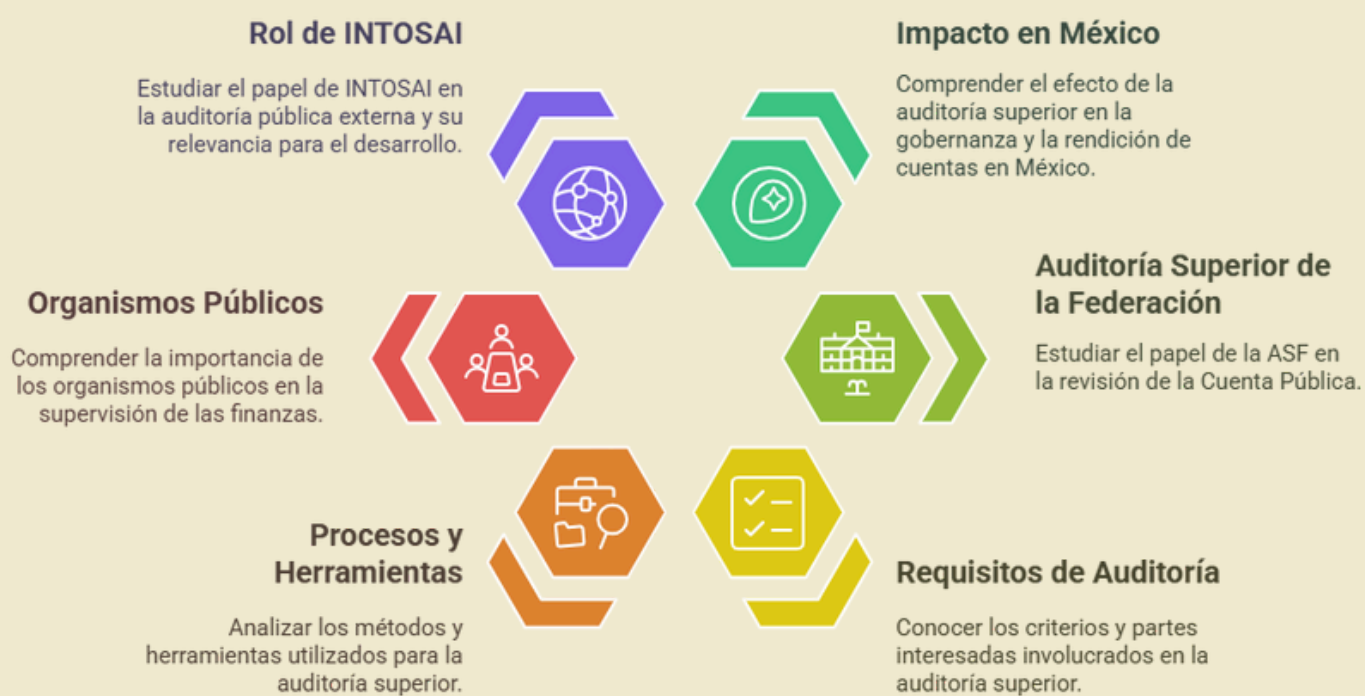 Rol de INTOSAI
Estudiar el papel de INTOSAI en
la auditoría pública externa y su
relevancia para el desarrollo.
Impacto en México
Comprender el efecto de la
auditoría superior en la
gobernanza y la rendición de
cuentas en México.
Organismos Públicos
Comprender la importancia de
los organismos públicos en la
supervisión de las finanzas.
Auditoría Superior de
la Federación
Estudiar el papel de la ASF en
la revisión de la Cuenta Pública.
Procesos y
Herramientas
Analizar los métodos y
herramientas utilizados para la
auditoría superior.
Requisitos de Auditoría
Conocer los criterios y partes
interesadas involucrados en la
auditoría superior.